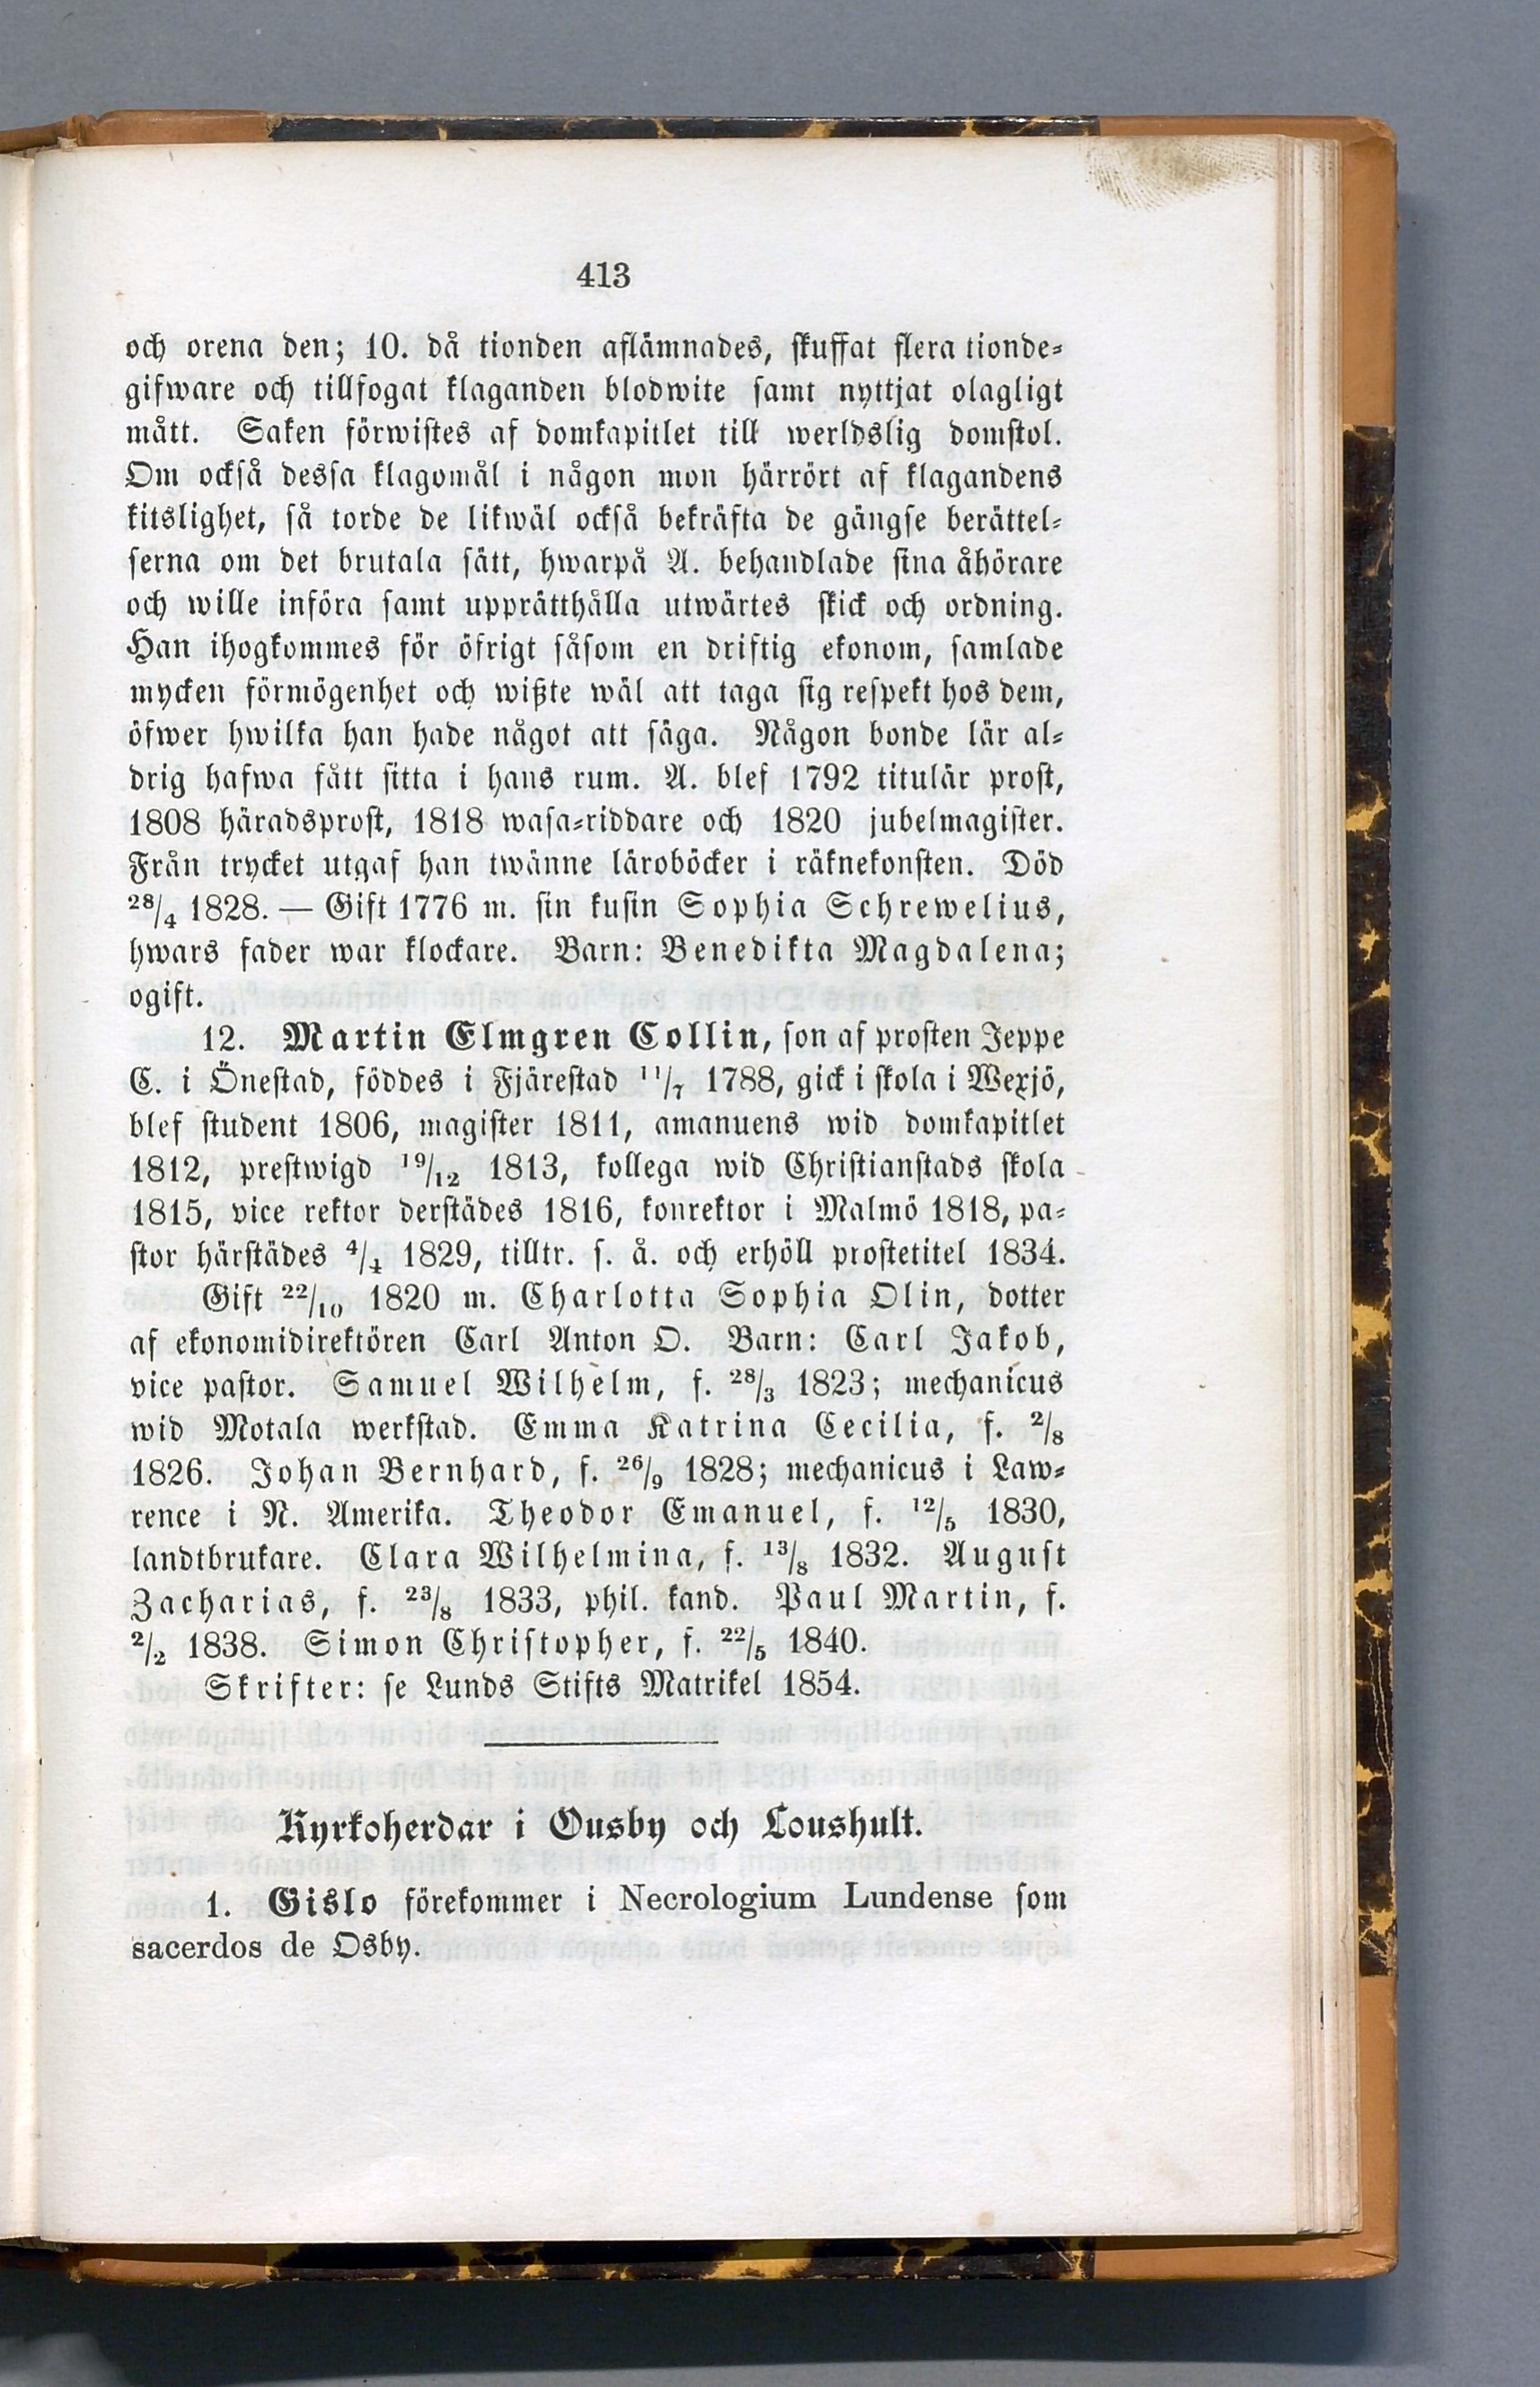 413
och orena den; 10. då tionden aflämnades, skuffat flera tionde-
gifware och tillfogat klaganden blodwite samt nyttjat olagligt
mått. Saken förwistes af domkapitlet till werldslig domstol.
Om också dessa klagomål i någon mon härrört af klagandens
kitslighet, så torde de likwäl också bekräfta de gängse berättel-
serna om det brutala sätt, hwarpå A. behandlade sina åhörare
och wille införa samt upprätthålla utwärtes skick och ordning.
Han ihogkommes för öfrigt såsom en driftig ekonom, samlade
mycken förmögenhet och wißte wäl att taga sig respekt hos dem,
öfwer hwilka han hade något att säga. Någon bonde lär al-
drig hafwa fått sitta i hans rum. A. blef 1792 titulär prost,
1808 häradsprost, 1818 wasa-riddare och 1820 jubelmagister.
Från trycket utgaf han twänne läroböcker i räknekonsten. Död
28/4 1828. — Gift 1776 m. sin kusin Sophia Schrewelius,
hwars fader war klockare. Barn: Benedikta Magdalena;
ogift.
12. Martin Elmgren Collin, son af prosten Jeppe
C. i Önestad, föddes i Fjärestad 11/7 1788, gick i skola i Wexjö,
blef student 1806, magister 1811, amanuens wid domkapitlet
1812, prestwigd 19/12 1813, kollega wid Christianstads skola
1815, vice rektor derstädes 1816, konrektor i Malmö 1818, pa-
stor härstädes 4/4 1829, tilltr. s. å. och erhöll prostetitel 1834.
Gift 22/10 1820 m. Charlotta Sophia Olin, dotter
af ekonomidirektören Carl Anton O. Barn: Carl Jakob,
vice pastor. Samuel Wilhelm, f. 28/3 1823; mechanicus
wid Motala werkstad. Emma Katrina Cecilia, f. 2/8
1826. Johan Bernhard, f. 26/9 1828; mechanicus i Law-
rence i N. Amerika. Theodor Emanuel, f. 12/5 1830,
landtbrukare. Clara Wilhelmina, f. 13/8 1832. August
Zacharias, f. 23/8 1833, phil. kand. Paul Martin, f.
2/2 1838. Simon Christopher, f. 22/5 1840.
Skrifter: se Lunds Stifts Matrikel 1854.
Kyrkoherdar i Ousby och Loushult.
1. Gislo förekommer i Necrologium Lundense som
sacerdos de Osby.